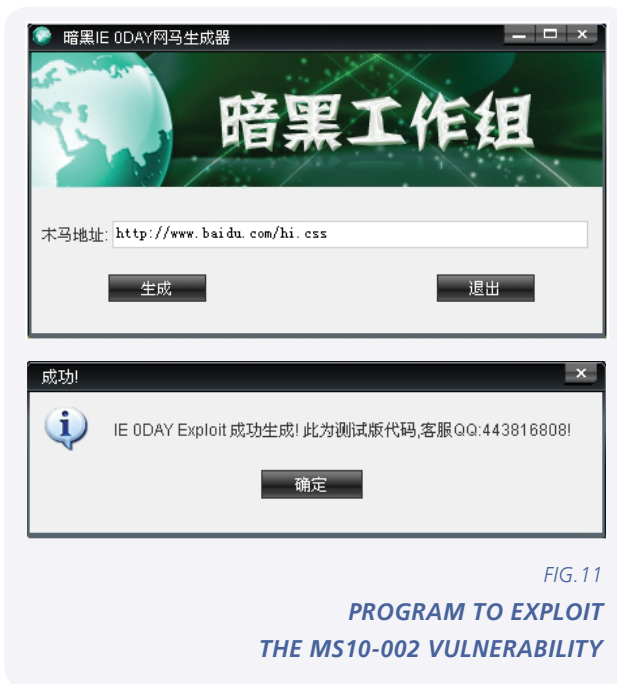 暗黑IE 0DAY网马生成器
暗黑工作组
木马地址: http://www.baidu.com/hi.css
生成 退出
成功!
IE 0DAY Exploit 成功生成! 此为测试版代码,客服QQ:443816808!
确定
FIG.11
PROGRAM TO EXPLOIT
THE MS10-002 VULNERABILITY